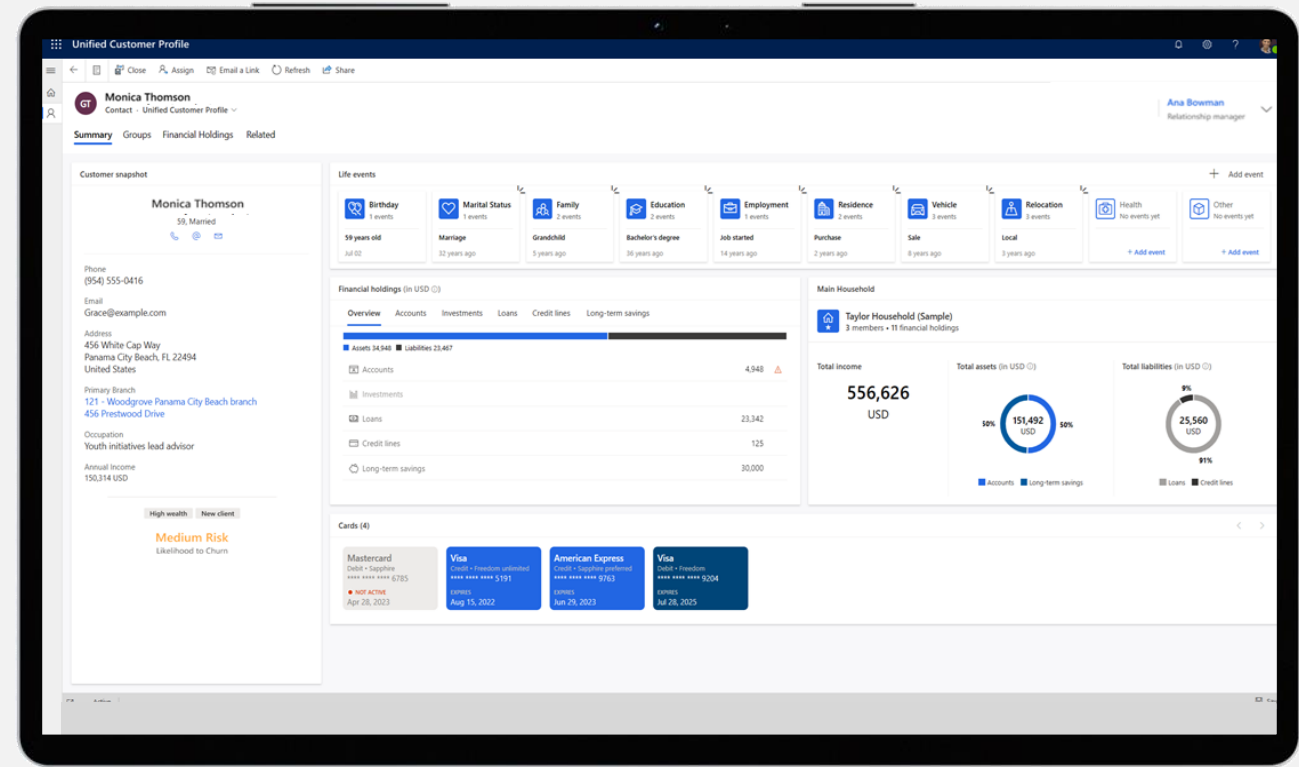 Unified Customer Profile
?
Close Assign Email a Link Refresh Share
GT
Monica Thomson
Contact · Unified Customer Profile
Ana Bowman
Relationship manager
Summary Groups Financial Holdings Related
Customer snapshot
Monica Thomson
59, Married
@
Phone
(954) 555-0416
Email
Grace@example.com
Address
456 White Cap Way
Panama City Beach, FL 22494
United States
Primary Branch
121 - Woodgrove Panama City Beach branch
456 Prestwood Drive
Occupation
Youth initiatives lead advisor
Annual Income
150,314 USD
High wealth New client
Medium Risk
Likelihood to Churn
Life events
+ Add event
Birthday
1 events
59 years old
Jul 02
Marital Status
1 events
Marriage
32 years ago
Family
2 events
Grandchild
5 years ago
Education
2 events
Bachelor's degree
36 years ago
Employment
1 events
Job started
14 years ago
Residence
2 events
Purchase
2 years ago
Vehicle
3 events
Sale
8 years ago
Relocation
3 events
Local
3 years ago
Health
No events yet
+ Add event
Other
No events yet
+ Add event
Financial holdings (in USD)
Overview Accounts Investments Loans Credit lines Long-term savings
Assets 34,948 Liabilities 23,467
Accounts 4,948
Investments
Loans 23,342
Credit lines 125
Long-term savings 30,000
Main Household
Taylor Household (Sample)
3 members • 11 financial holdings
Total income
556,626
USD
Total assets (in USD)
50%
151,492
USD
50%
Accounts Long-term savings
Total liabilities (in USD)
9%
25,560
USD
91%
Loans Credit lines
Cards (4)
Mastercard
Debit • Sapphire
**** **** **** 6785
NOT ACTIVE
Apr 28, 2023
Visa
Credit • Freedom unlimited
**** **** **** 5191
EXPIRES
Aug 15, 2022
American Express
Credit • Sapphire preferred
**** **** **** 9763
EXPIRES
Jun 29, 2023
Visa
Debit • Freedom
**** **** **** 9204
EXPIRES
Jul 28, 2025